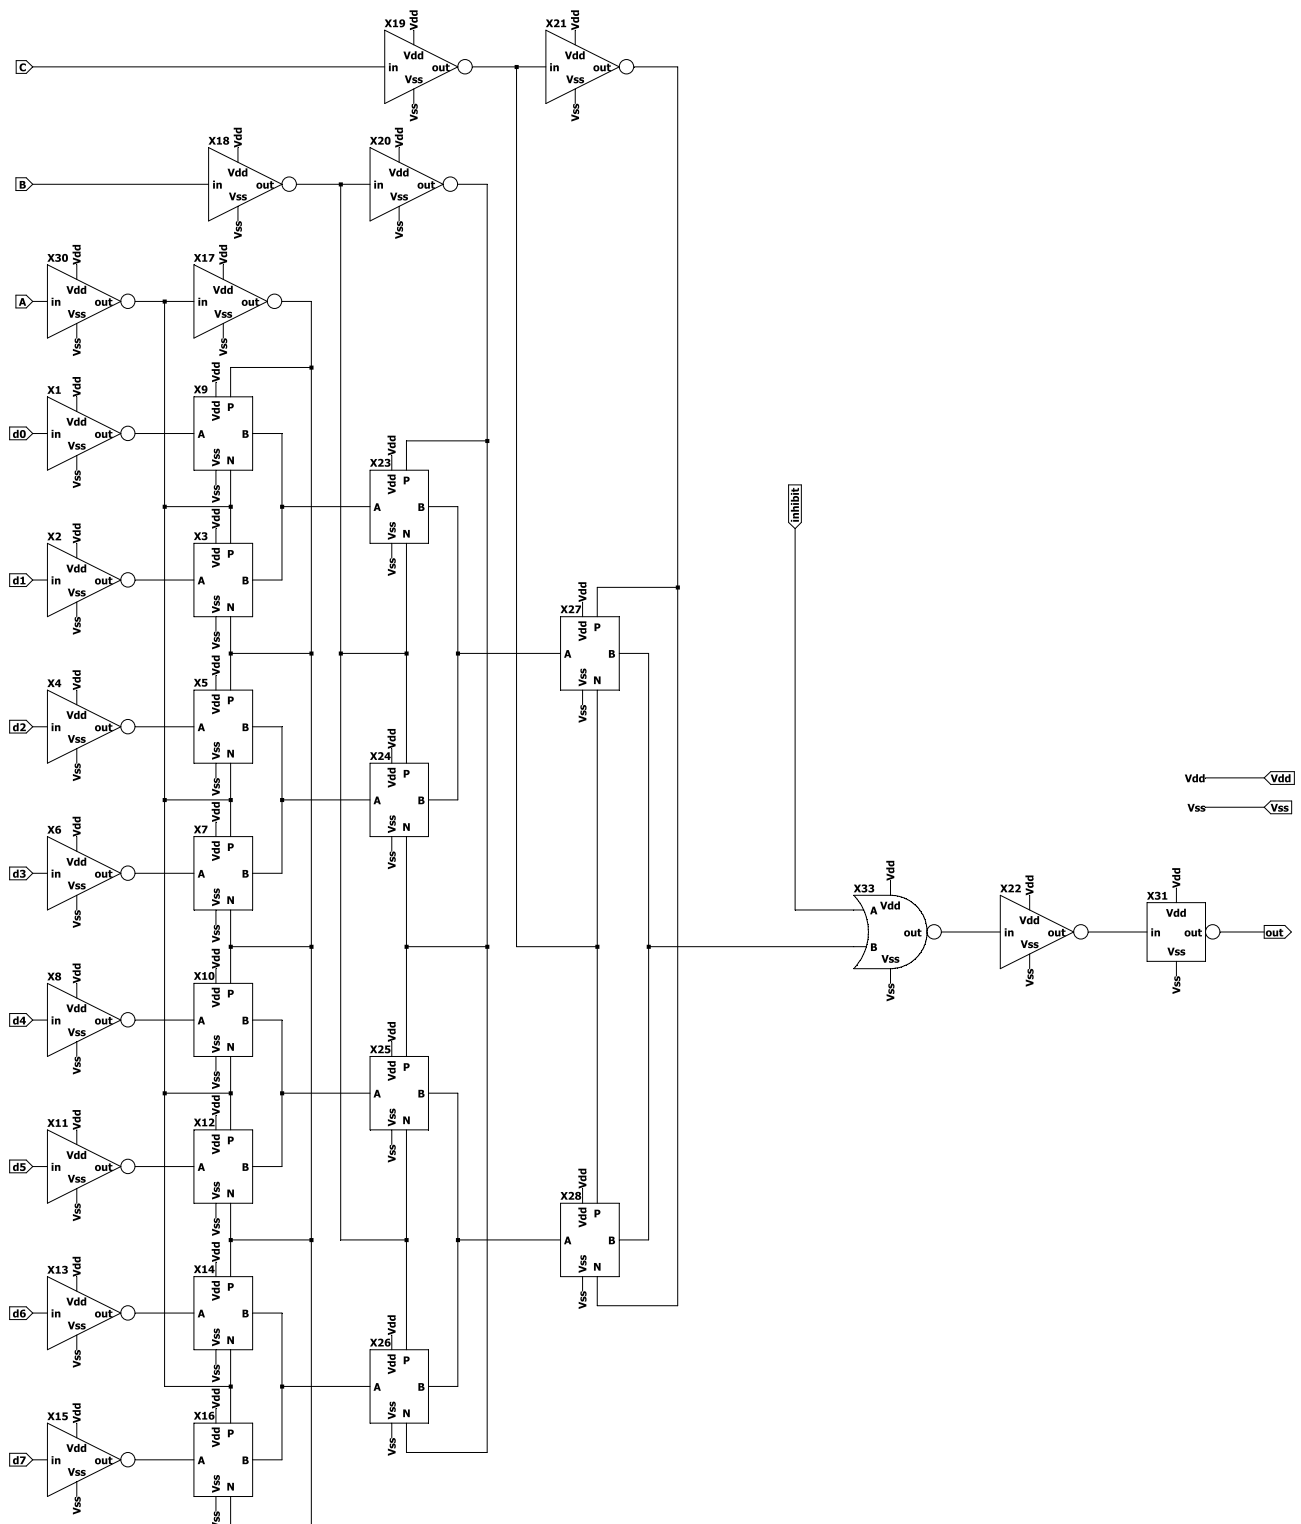 X19 Vdd
Vdd
C in out
Vss
Vss
X21 Vdd
Vdd
in out
Vss
Vss
X18 Vdd
Vdd
B in out
Vss
Vss
X20 Vdd
Vdd
in out
Vss
Vss
X30 Vdd
Vdd
A in out
Vss
Vss
X17 Vdd
Vdd
in out
Vss
Vss
X1 Vdd
Vdd
d0 in out
Vss
Vss
X9 Vdd
Vdd P
A B
Vss N
Vss
X2 Vdd
Vdd
d1 in out
Vss
Vss
X3 Vdd
Vdd P
A B
Vss N
Vss
X23 Vdd
Vdd P
A B
Vss N
Vss
X4 Vdd
Vdd
d2 in out
Vss
Vss
X5 Vdd
Vdd P
A B
Vss N
Vss
X6 Vdd
Vdd
d3 in out
Vss
Vss
X7 Vdd
Vdd P
A B
Vss N
Vss
X24 Vdd
Vdd P
A B
Vss N
Vss
X27 Vdd
Vdd P
A B
Vss N
Vss
inhibit
Vdd Vdd
Vss Vss
X33 Vdd
Vdd
A
out
B
Vss
Vss
X22 Vdd
Vdd
in out
Vss
Vss
X31 Vdd
Vdd
in out
Vss
Vss
out
X8 Vdd
Vdd
d4 in out
Vss
Vss
X10 Vdd
Vdd P
A B
Vss N
Vss
X11 Vdd
Vdd
d5 in out
Vss
Vss
X12 Vdd
Vdd P
A B
Vss N
Vss
X25 Vdd
Vdd P
A B
Vss N
Vss
X28 Vdd
Vdd P
A B
Vss N
Vss
X13 Vdd
Vdd
d6 in out
Vss
Vss
X14 Vdd
Vdd P
A B
Vss N
Vss
X15 Vdd
Vdd
d7 in out
Vss
Vss
X16 Vdd
Vdd P
A B
Vss N
Vss
X26 Vdd
Vdd P
A B
Vss N
Vss